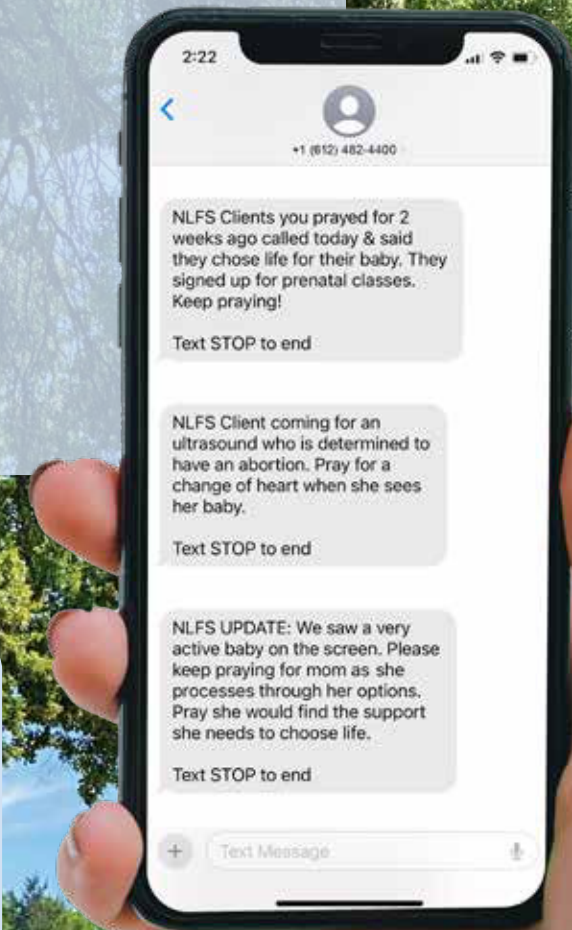 2:22
+1 (612) 482-4400
NLFS Clients you prayed for 2
weeks ago called today & said
they chose life for their baby. They
signed up for prenatal classes.
Keep praying!
Text STOP to end
NLFS Client coming for an
ultrasound who is determined to
have an abortion. Pray for a
change of heart when she sees
her baby.
Text STOP to end
NLFS UPDATE: We saw a very
active baby on the screen. Please
keep praying for mom as she
processes through her options.
Pray she would find the support
she needs to choose life.
Text STOP to end
Text Message